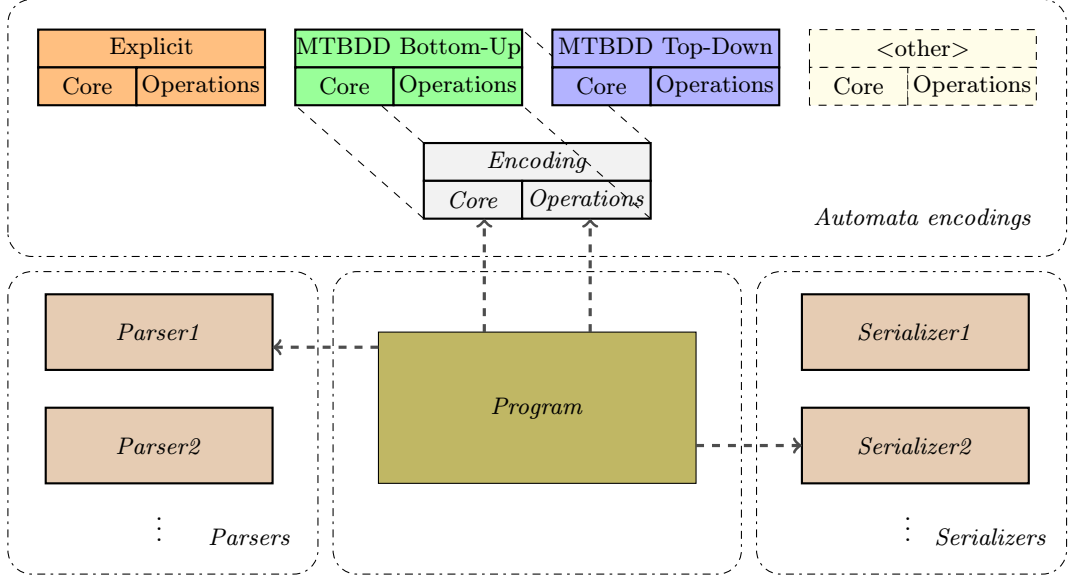 Explicit
Core Operations
MTBDD Bottom-Up
Core Operations
MTBDD Top-Down
Core Operations
<other>
Core Operations
Encoding
Core Operations
Automata encodings
Parser1
Parser2
⋮
Parsers
Program
Serializer1
Serializer2
⋮
Serializers